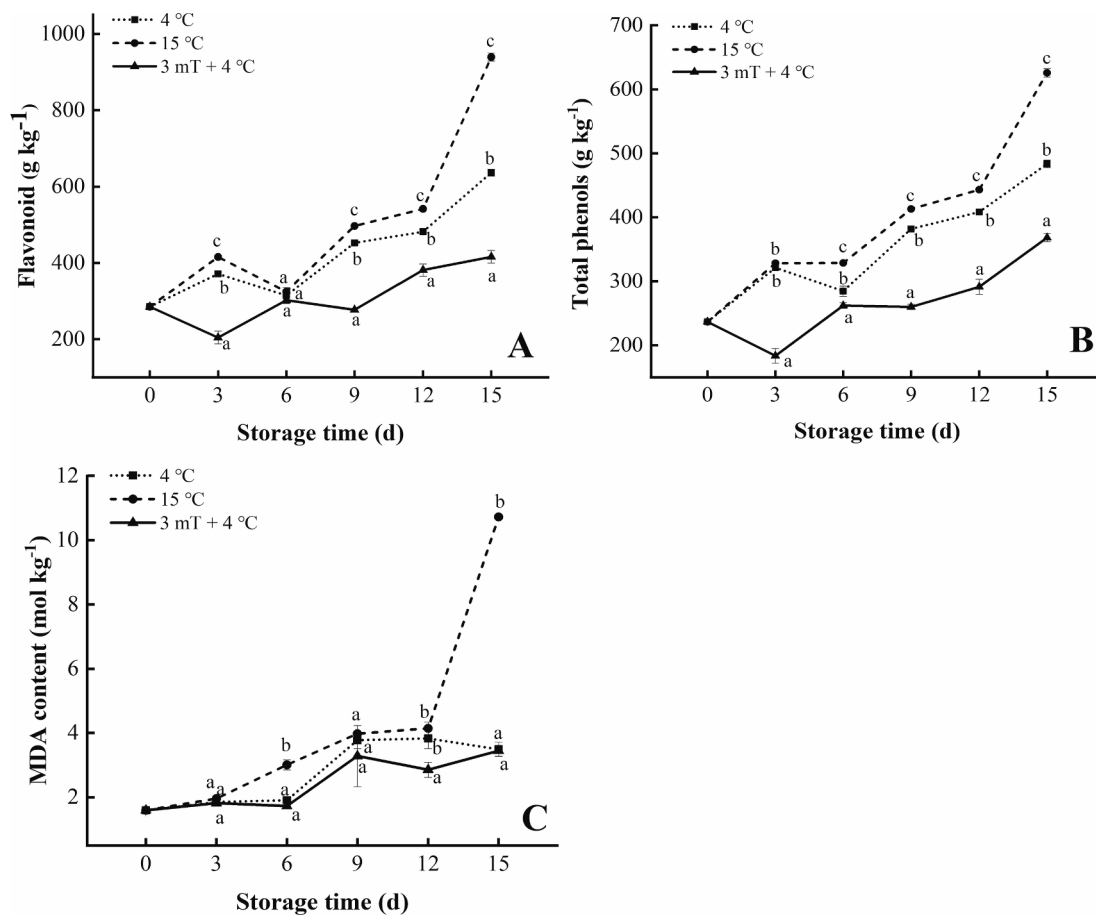 4 ℃
15 ℃
3 mT + 4 ℃
1000
800
600
400
200
Flavonoid (g kg⁻¹)
c
b
a
a
a
a
c
b
a
c
b
a
c
b
a
A
0 3 6 9 12 15
Storage time (d)
4 ℃
15 ℃
3 mT + 4 ℃
700
600
500
400
300
200
Total phenols (g kg⁻¹)
b
b
a
c
b
a
c
b
a
c
b
a
c
b
a
B
0 3 6 9 12 15
Storage time (d)
4 ℃
15 ℃
3 mT + 4 ℃
12
10
8
6
4
2
MDA content (mol kg⁻¹)
a
a
a
b
a
a
a
a
a
b
b
a
b
a
a
C
0 3 6 9 12 15
Storage time (d)